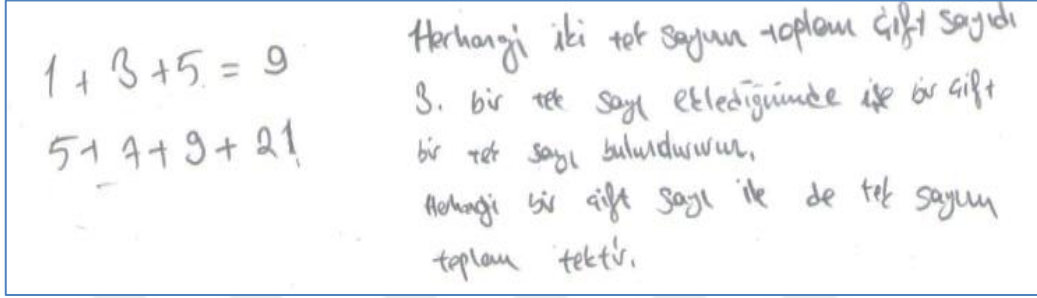 1 + 3 + 5 = 9
5 + 7 + 9 + 21
Herhangi iki tek sayının toplamı çift sayıdı
3. bir tek sayı eklediğimde ise bir çift
bir tek sayı bulundururum.
Herhangi bir çift sayı ile de tek sayının
toplamı tektir.